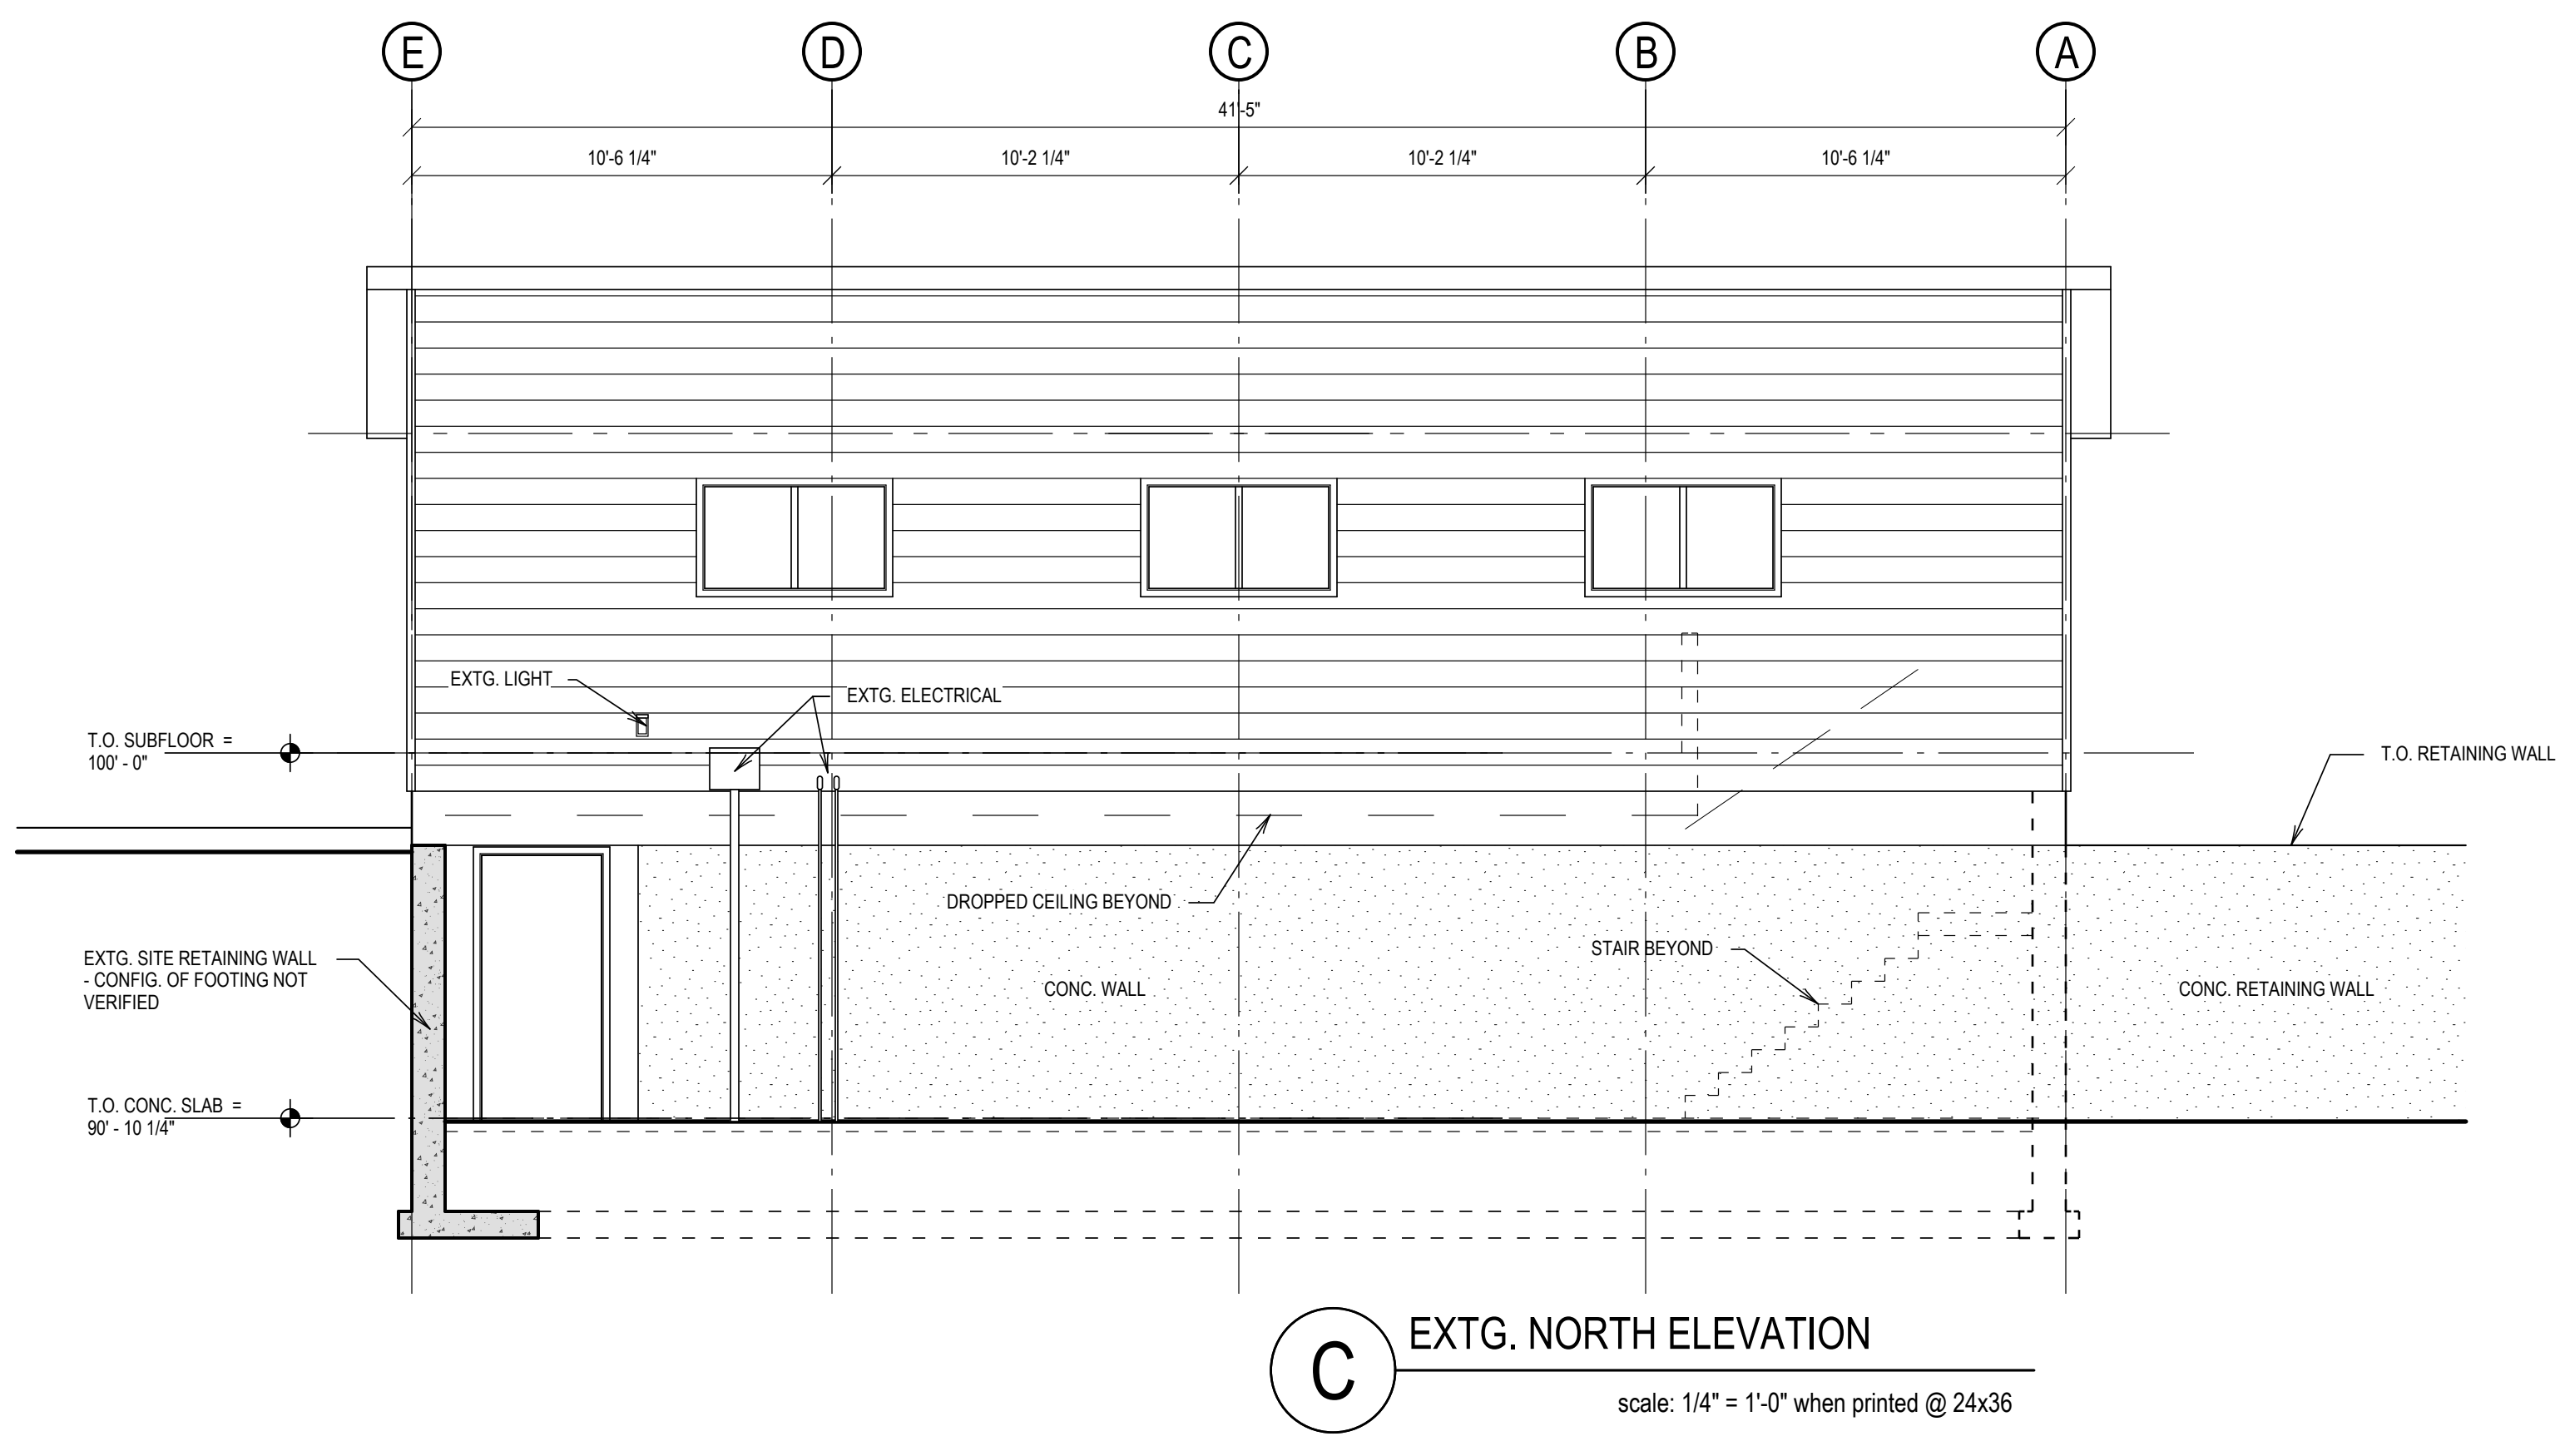 E D C B A
41'-5"
10'-6 1/4" 10'-2 1/4" 10'-2 1/4" 10'-6 1/4"
EXTG. LIGHT
EXTG. ELECTRICAL
T.O. SUBFLOOR =
100' - 0"
T.O. RETAINING WALL
DROPPED CEILING BEYOND
STAIR BEYOND
EXTG. SITE RETAINING WALL
- CONFIG. OF FOOTING NOT
VERIFIED
CONC. WALL
CONC. RETAINING WALL
T.O. CONC. SLAB =
90' - 10 1/4"
C
EXTG. NORTH ELEVATION
scale: 1/4" = 1'-0" when printed @ 24x36